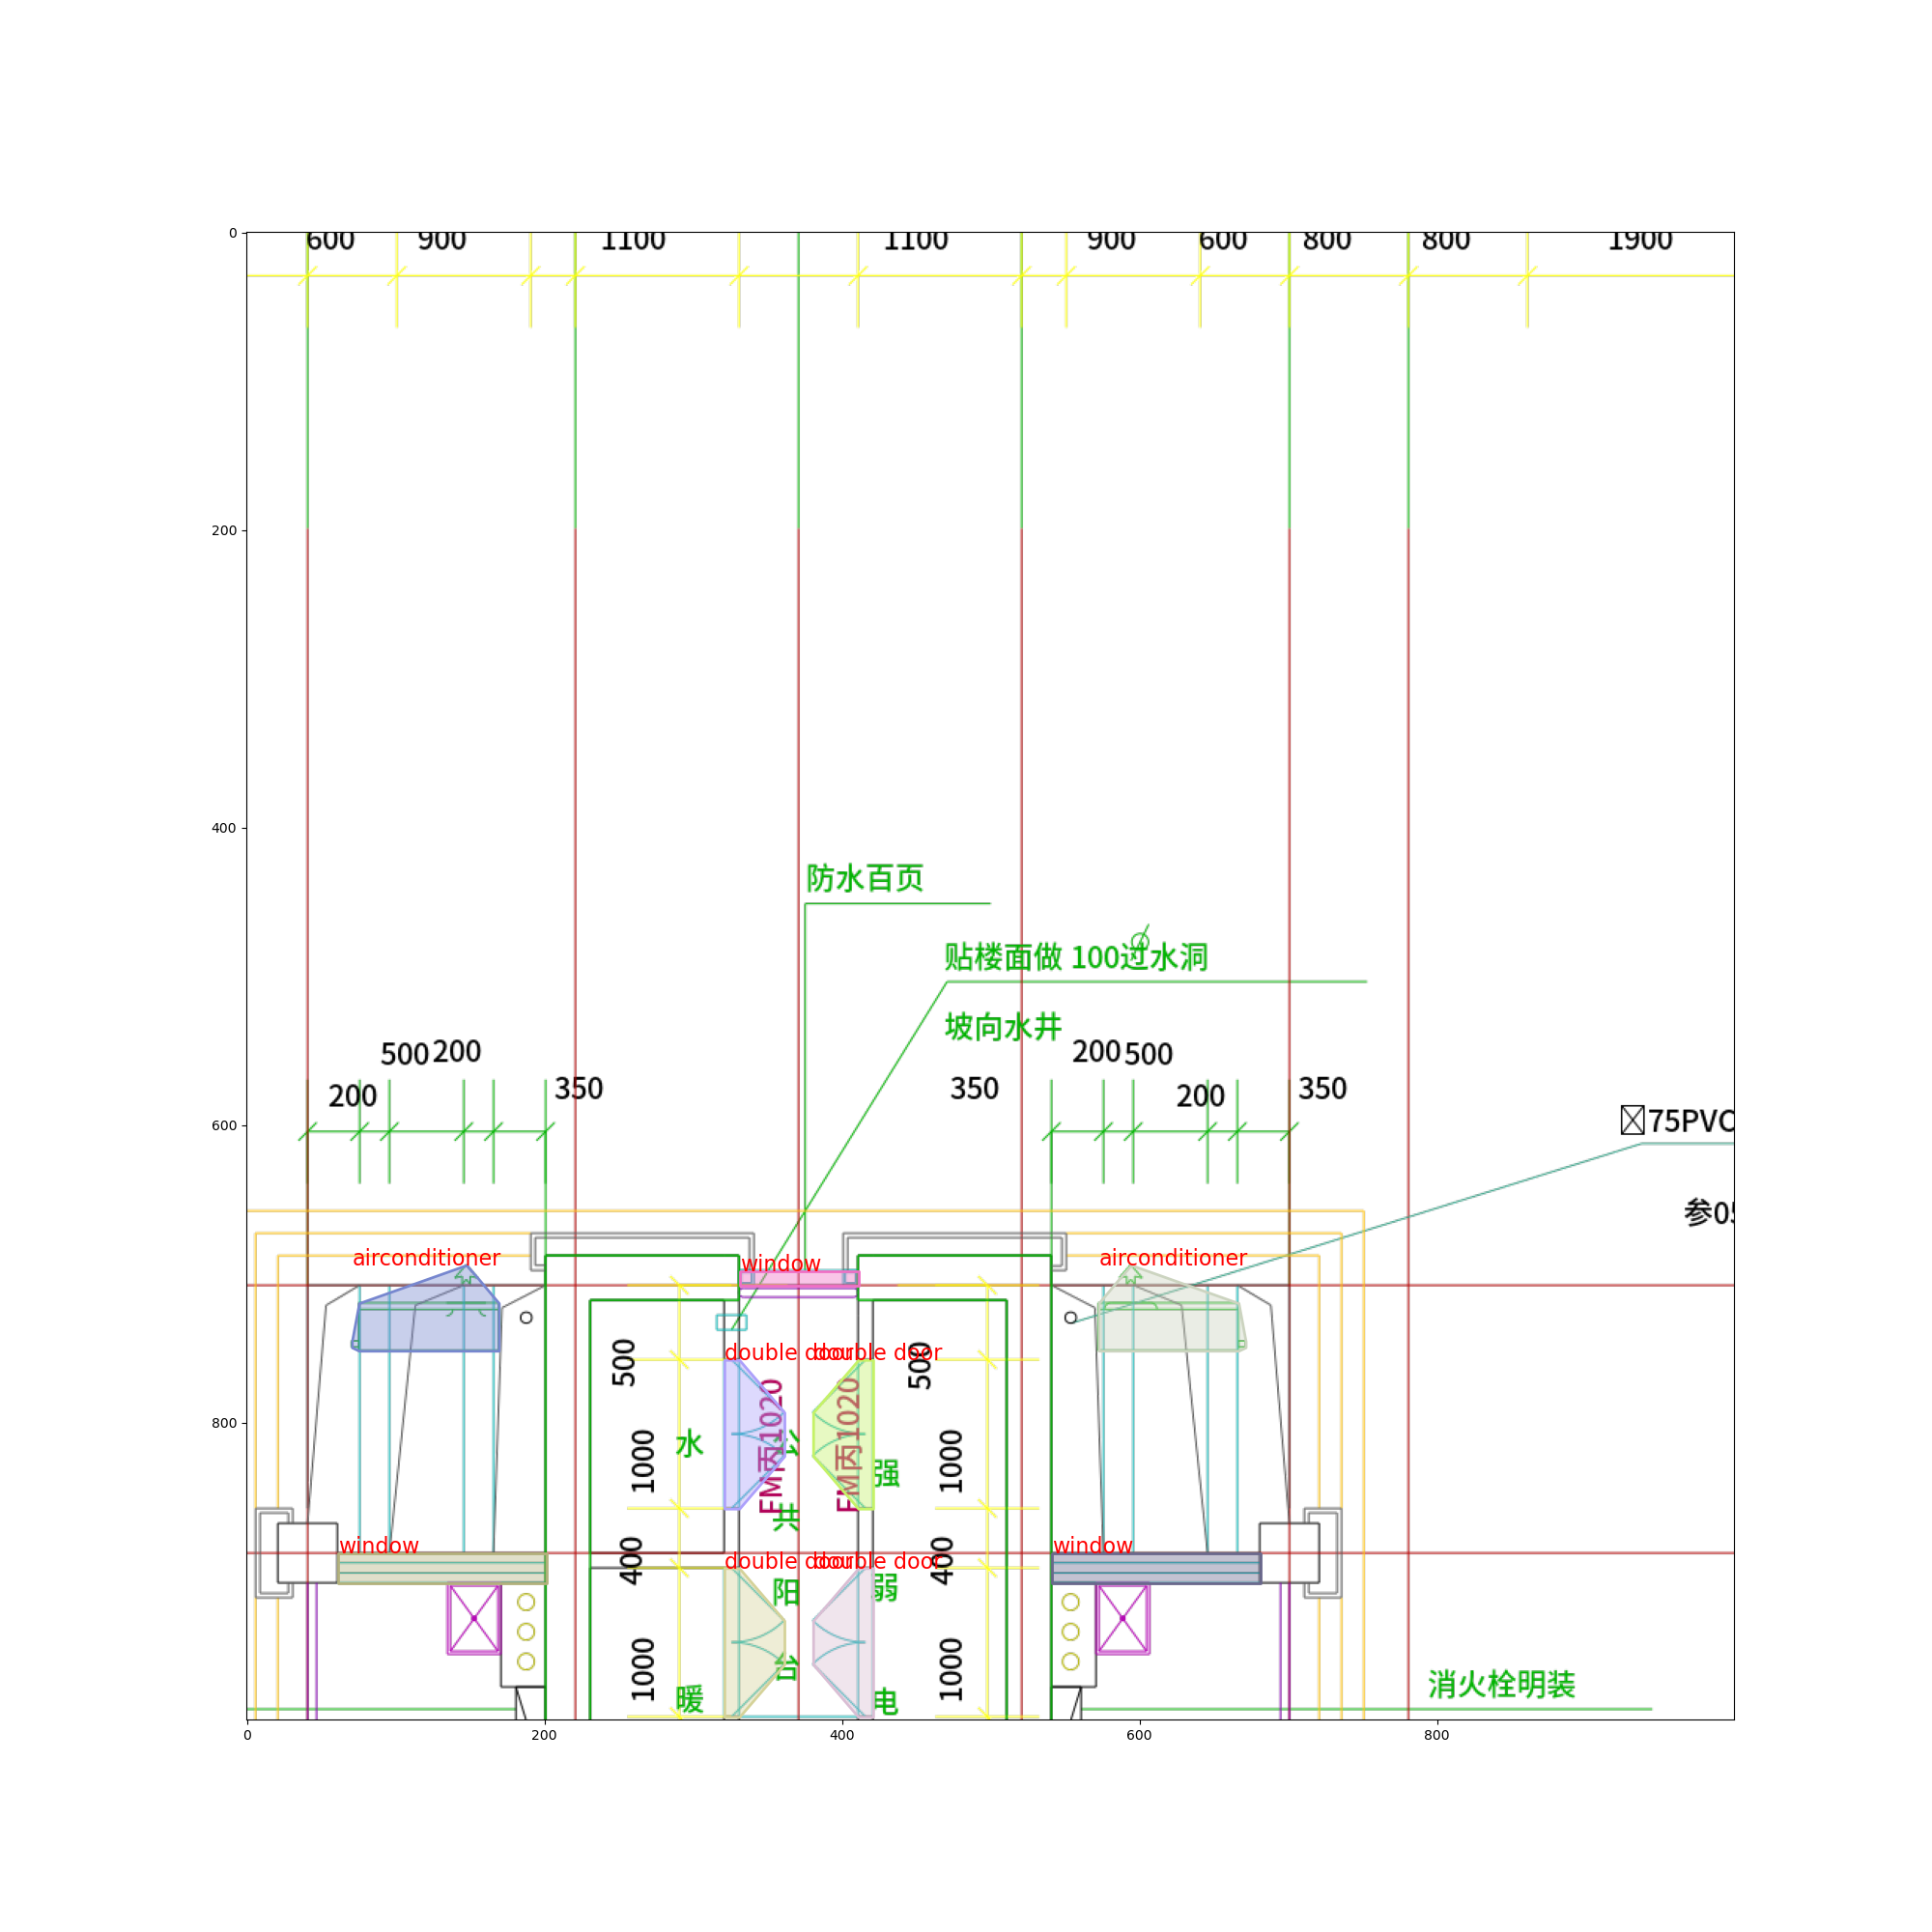 0
600 900 1100 1100 900 600 800 800 1900
200
400
防水百页
贴楼面做 100过水洞
坡向水井
500 200 200 500
200 350 350 200 350
600
75PVC
参05
airconditioner window airconditioner
double door double door
500 500
FM丙1020 FM丙1020
800
1000 水 公 强 1000
共
window 400 double door double door 400 window
阳 弱
台
1000 暖 电 1000
消火栓明装
0 200 400 600 800